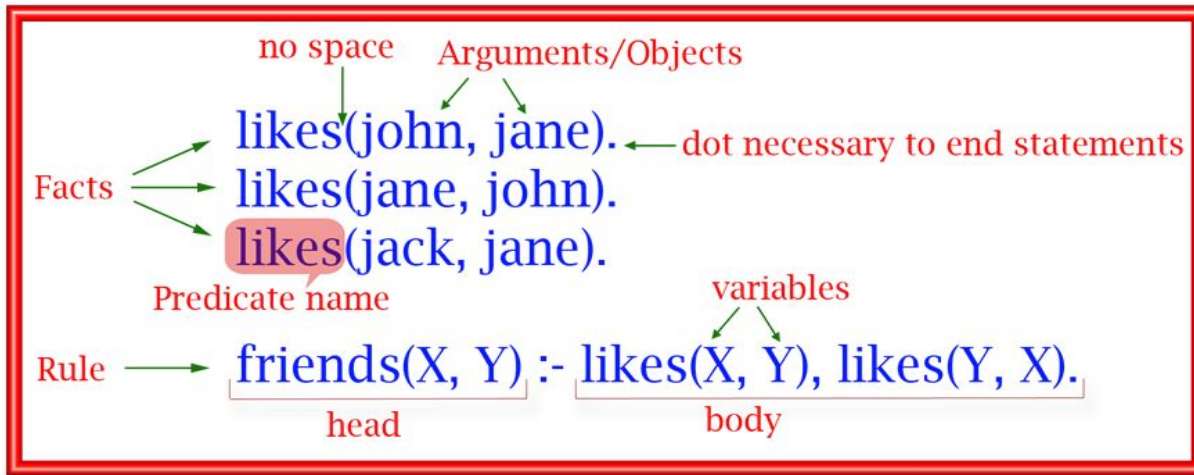 no space Arguments/Objects
likes(john, jane). dot necessary to end statements
Facts likes(jane, john).
likes(jack, jane).
Predicate name variables
Rule friends(X, Y) :- likes(X, Y), likes(Y, X).
head body